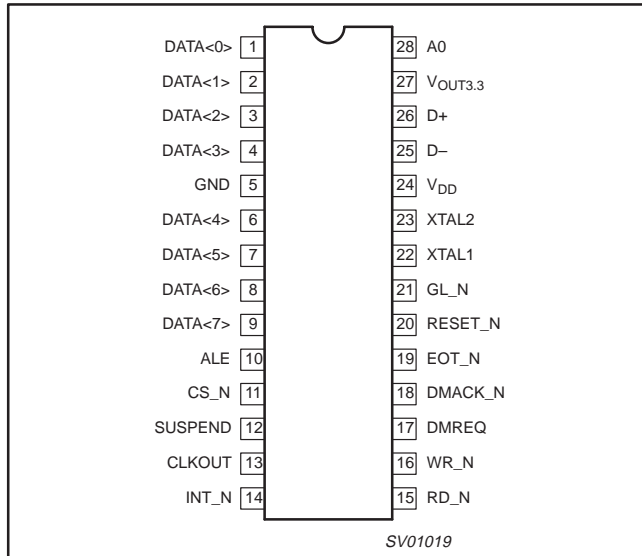 DATA<0> 1 28 A0
DATA<1> 2 27 VOUT3.3
DATA<2> 3 26 D+
DATA<3> 4 25 D–
GND 5 24 VDD
DATA<4> 6 23 XTAL2
DATA<5> 7 22 XTAL1
DATA<6> 8 21 GL_N
DATA<7> 9 20 RESET_N
ALE 10 19 EOT_N
CS_N 11 18 DMACK_N
SUSPEND 12 17 DMREQ
CLKOUT 13 16 WR_N
INT_N 14 15 RD_N
SV01019